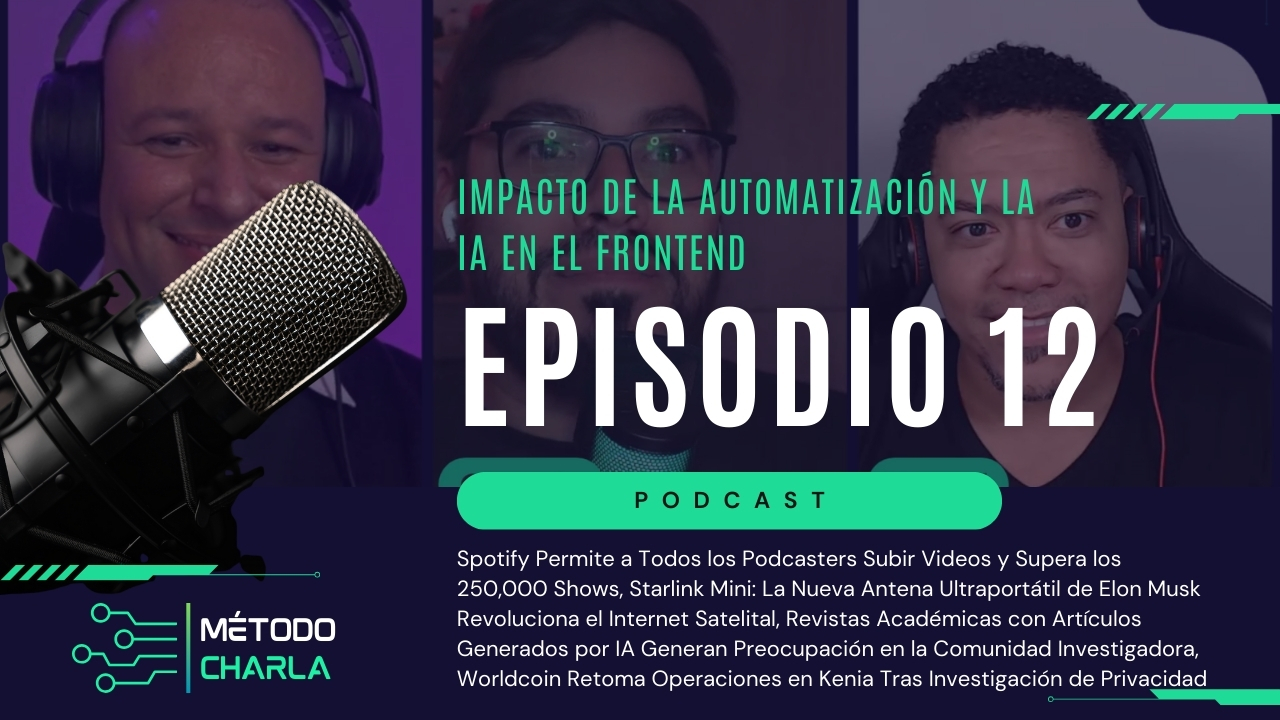 IMPACTO DE LA AUTOMATIZACIÓN Y LA
IA EN EL FRONTEND
EPISODIO 12
PODCAST
Spotify Permite a Todos los Podcasters Subir Videos y Supera los
250,000 Shows, Starlink Mini: La Nueva Antena Ultraportátil de Elon Musk
Revoluciona el Internet Satelital, Revistas Académicas con Artículos
Generados por IA Generan Preocupación en la Comunidad Investigadora,
Worldcoin Retoma Operaciones en Kenia Tras Investigación de Privacidad
MÉTODO
CHARLA